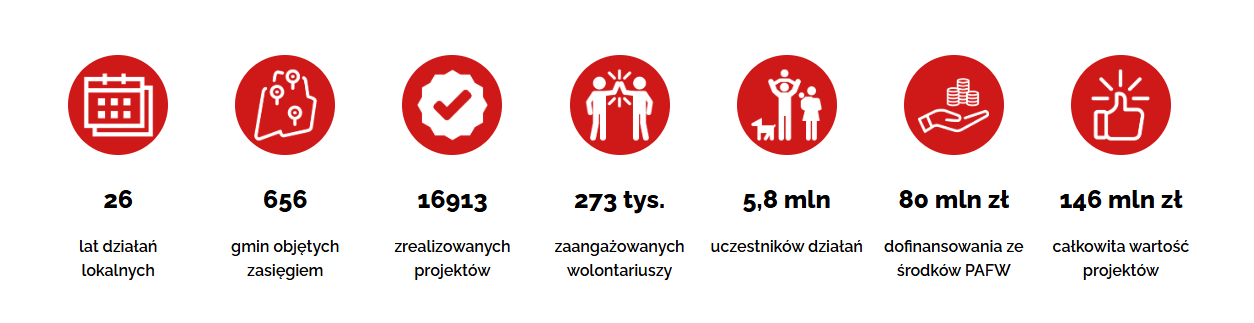 26
lat działań
lokalnych
656
gmin objętych
zasięgiem
16913
zrealizowanych
projektów
273 tys.
zaangażowanych
wolontariuszy
5,8 mln
uczestników działań
80 mln zł
dofinansowania ze
środków PAFW
146 mln zł
całkowita wartość
projektów